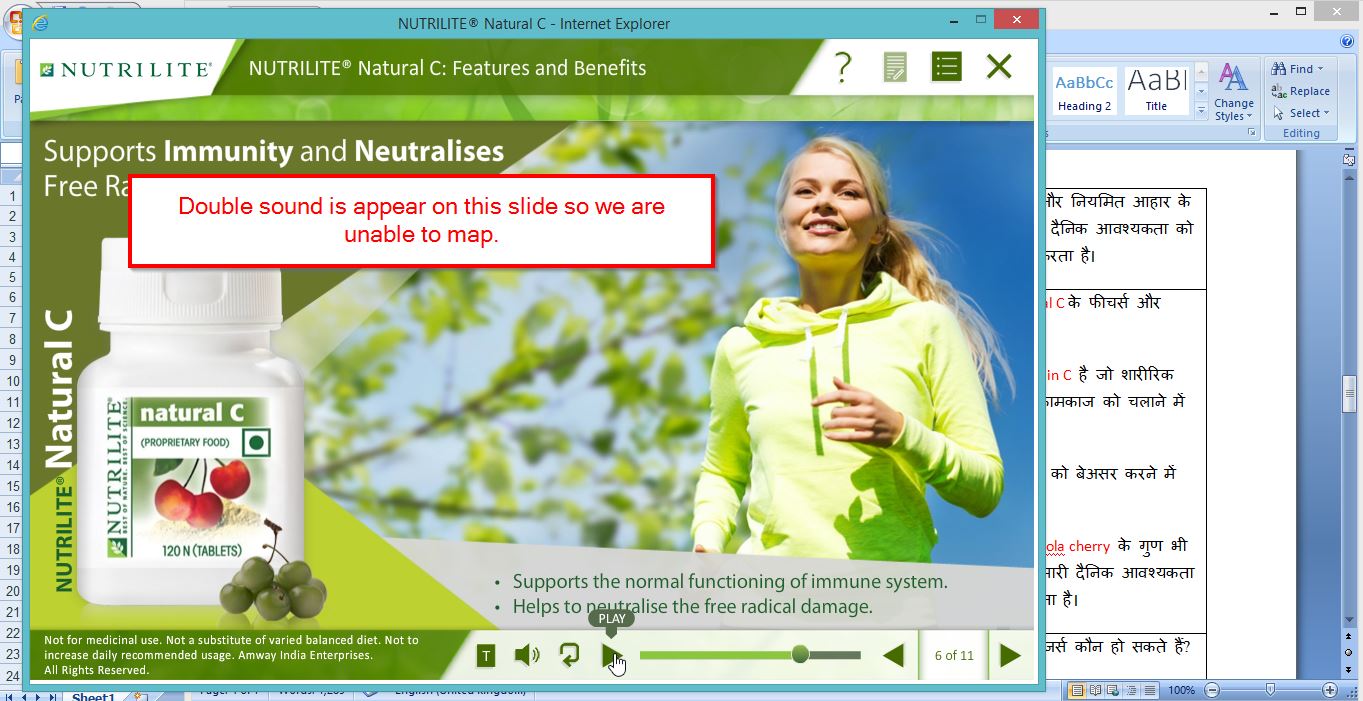 NUTRILITE® Natural C - Internet Explorer
NUTRILITE®
NUTRILITE® Natural C: Features and Benefits
?
Supports Immunity and Neutralises
Free Ra
Double sound is appear on this slide so we are
unable to map.
NUTRILITE® Natural C
NUTRILITE®
BEST OF NATURE. BEST OF SCIENCE.
natural C
(PROPRIETARY FOOD)
120 N (TABLETS)
• Supports the normal functioning of immune system.
• Helps to neutralise the free radical damage.
PLAY
Not for medicinal use. Not a substitute of varied balanced diet. Not to
increase daily recommended usage. Amway India Enterprises.
All Rights Reserved.
T
6 of 11
AaBbCc
Heading 2
AaB
Title
Change
Styles
Find
Replace
Select
Editing
और नियमित आहार के
दैनिक आवश्यकता को
रता है।
al C के फीचर्स और
in C है जो शारीरिक
ामकाज को चलाने में
को बेअसर करने में
ola cherry के गुण भी
मारी दैनिक आवश्यकता
ा है।
जर्स कौन हो सकते हैं?
1
2
3
4
5
6
7
8
9
10
11
12
13
14
15
16
17
18
19
20
21
22
23
24
Sheet1
100%